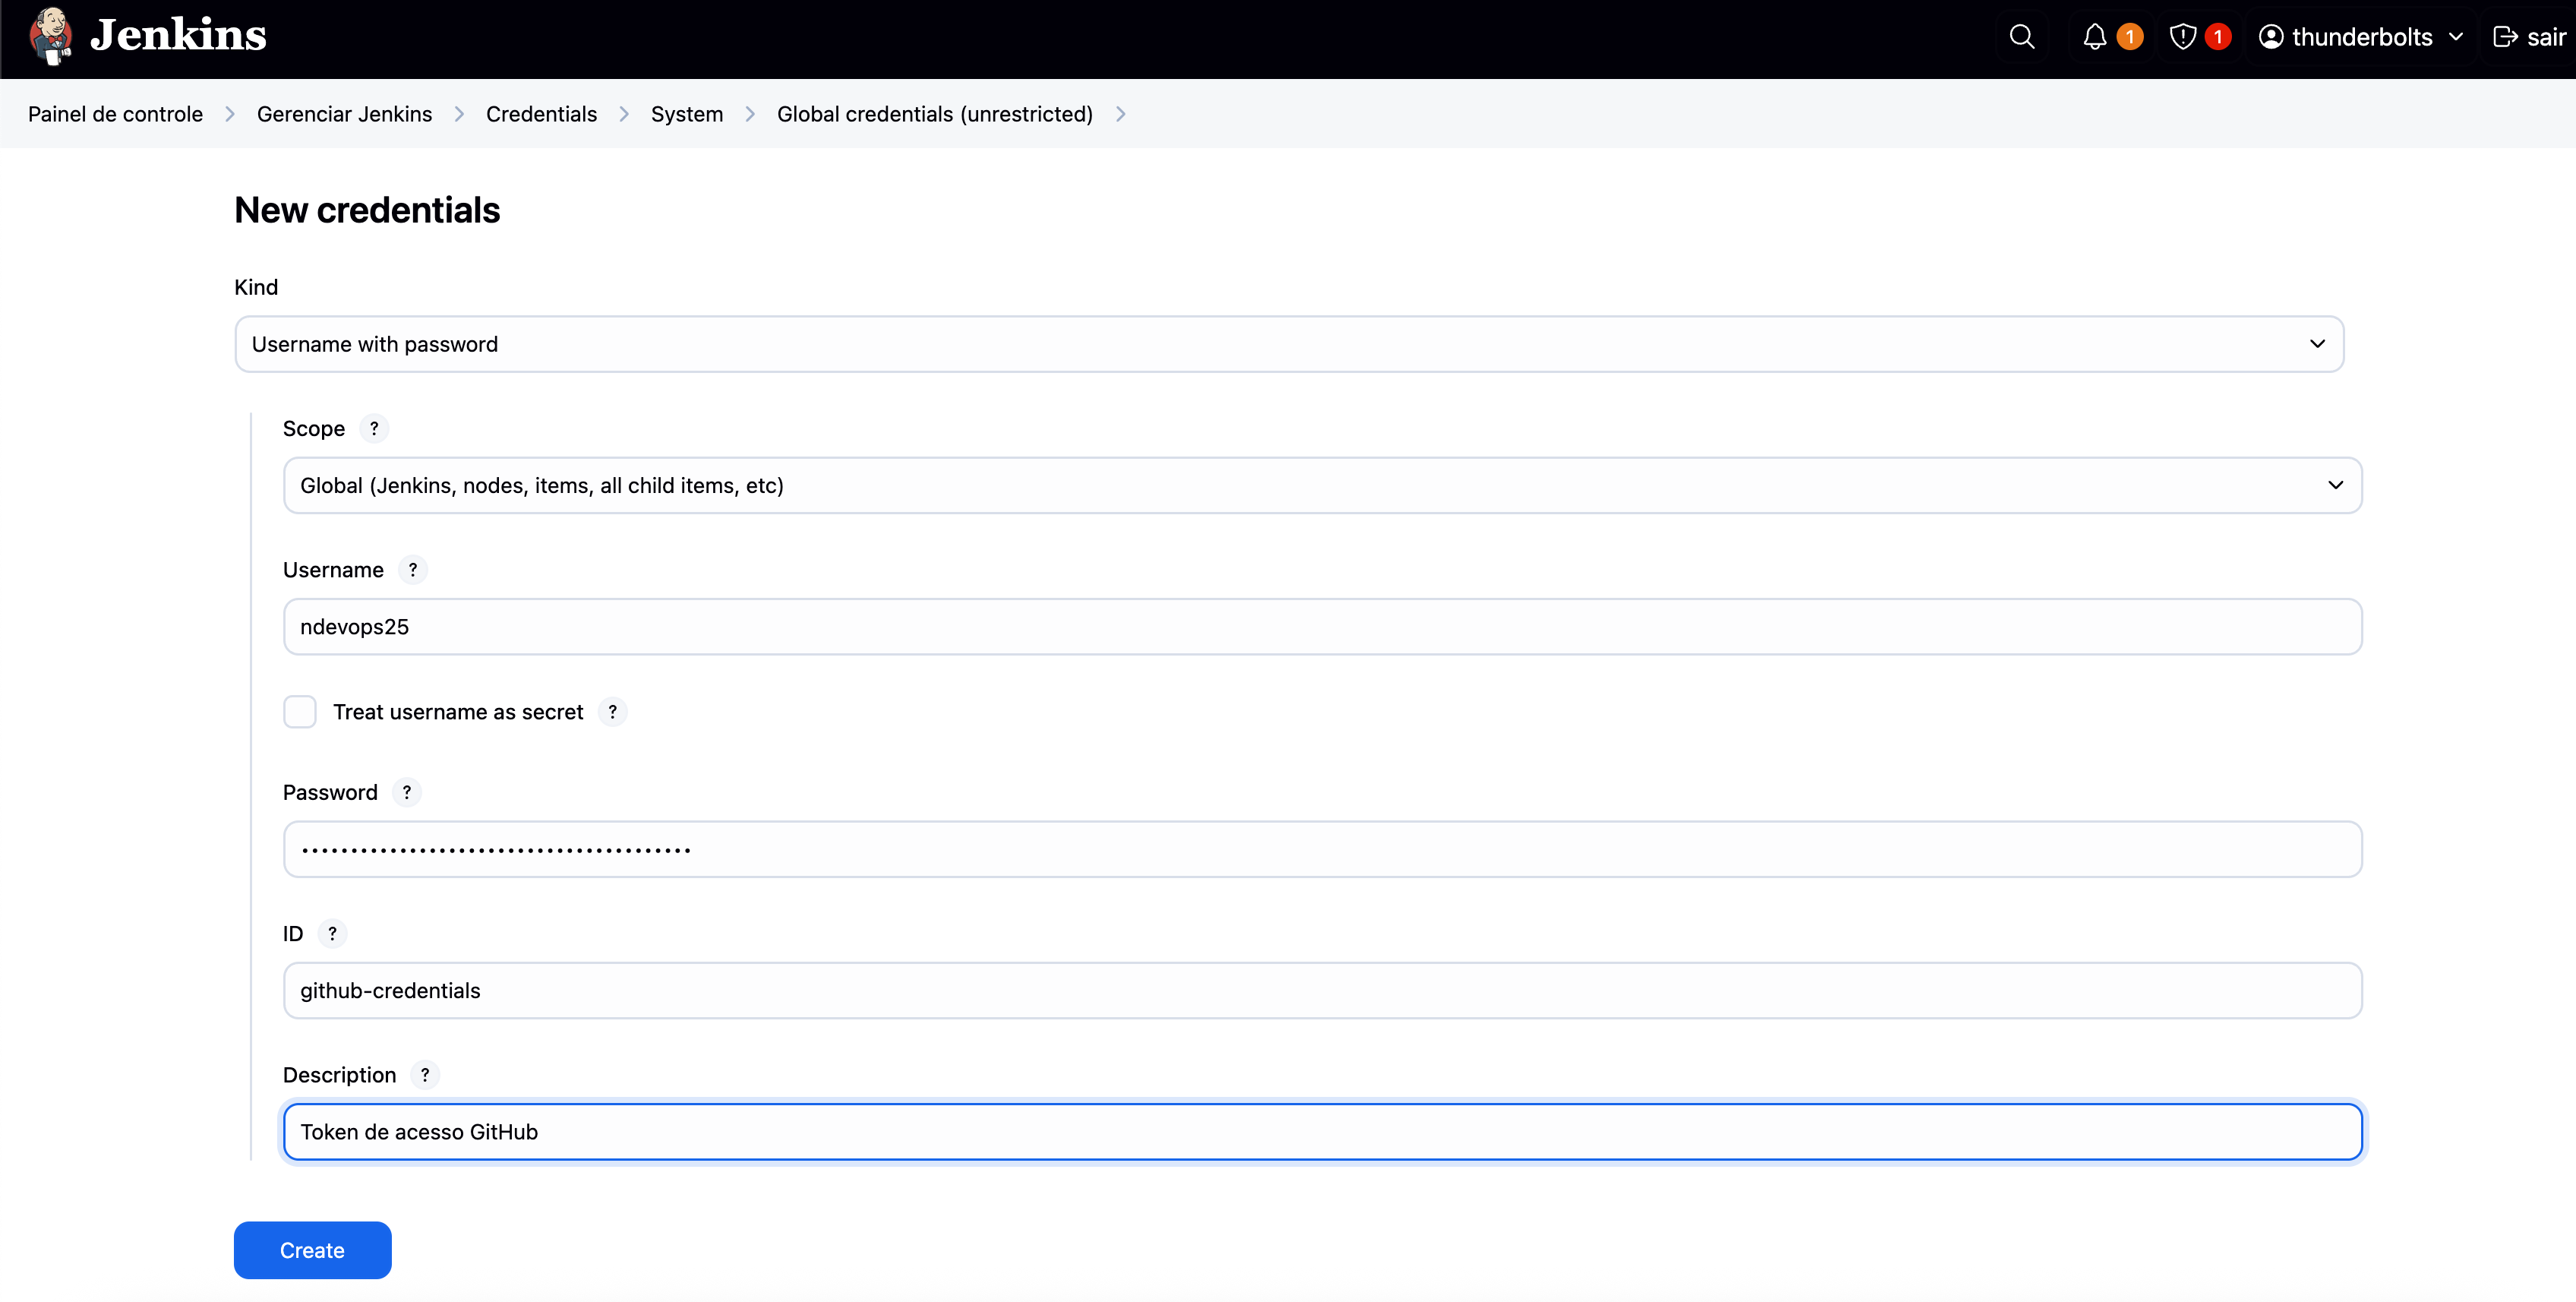 Jenkins
1
1
thunderbolts
sair
Painel de controle
Gerenciar Jenkins
Credentials
System
Global credentials (unrestricted)
New credentials
Kind
Username with password
Scope ?
Global (Jenkins, nodes, items, all child items, etc)
Username ?
ndevops25
Treat username as secret ?
Password ?
ID ?
github-credentials
Description ?
Token de acesso GitHub
Create